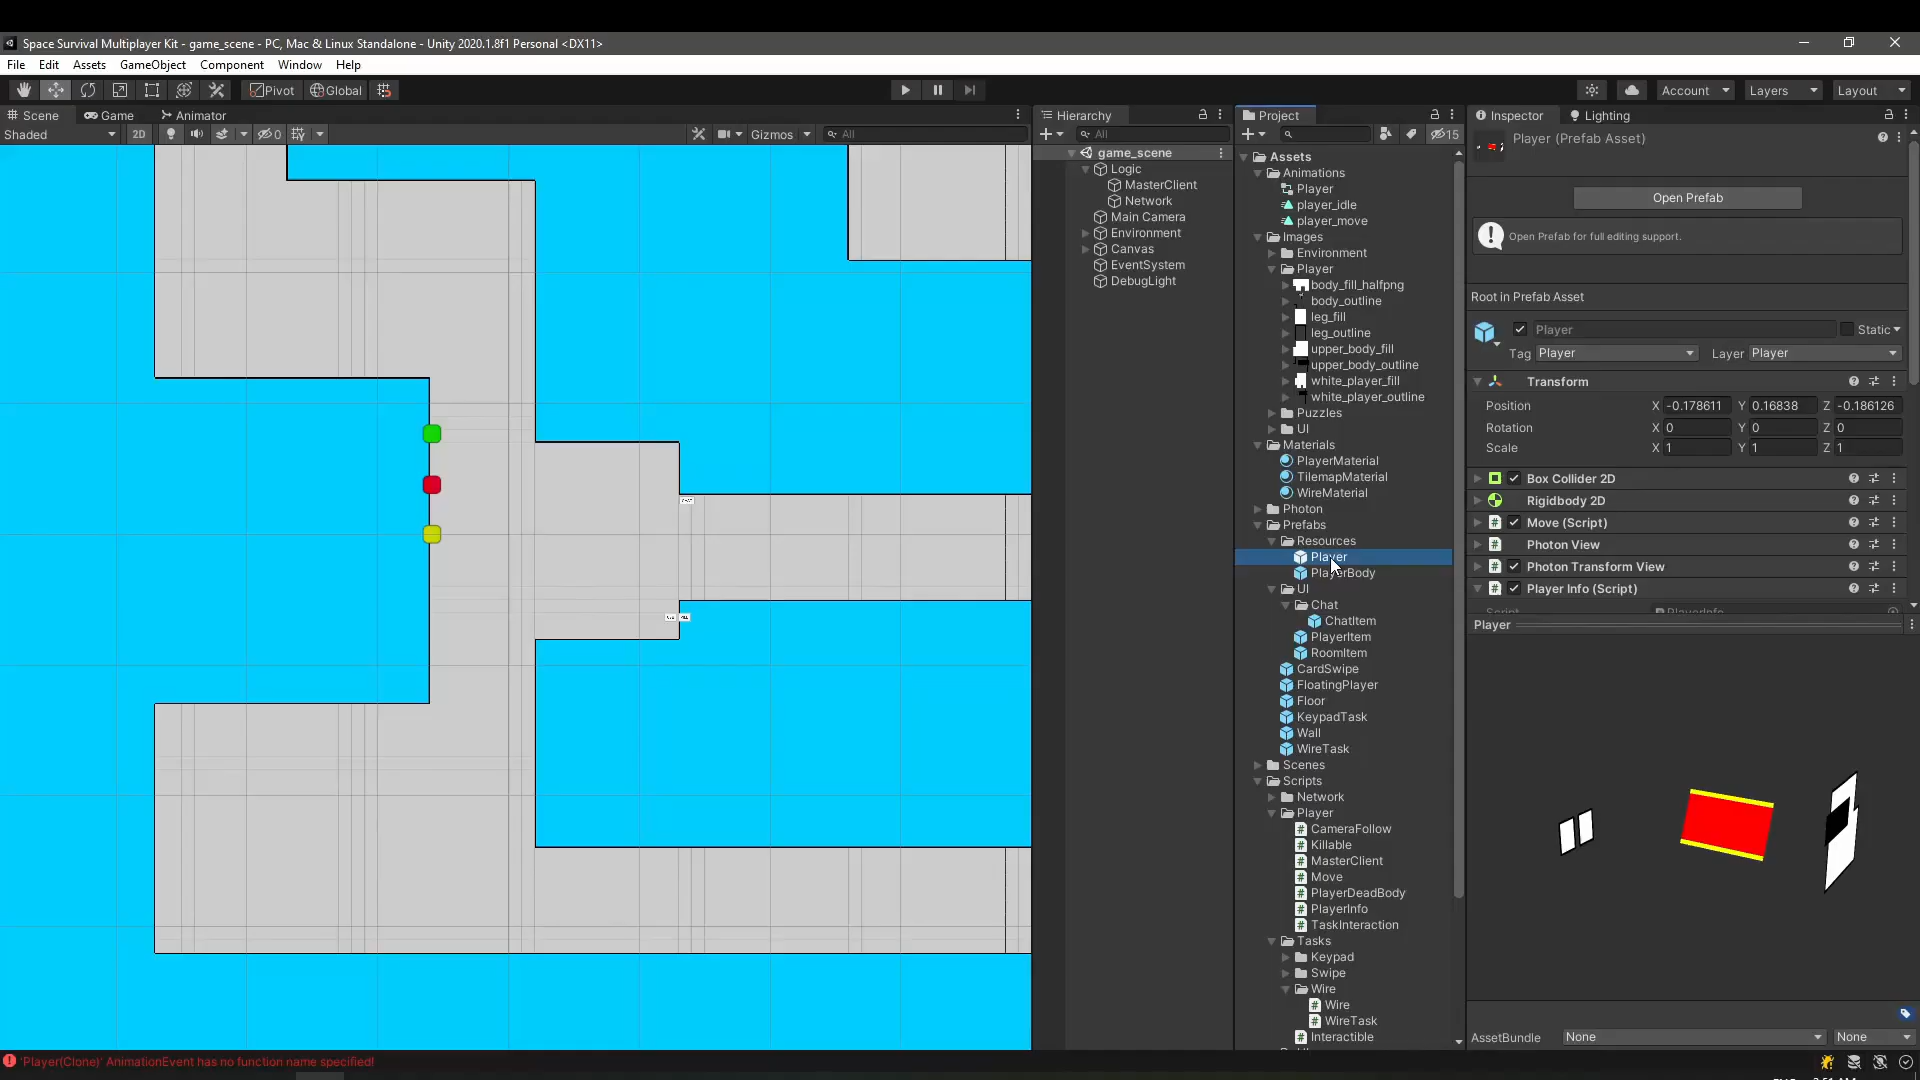 Space Survival Multiplayer Kit - game_scene - PC, Mac & Linux Standalone - Unity 2020.1.8f1 Personal <DX11>
File Edit Assets GameObject Component Window Help
Pivot Global Account Layers Layout
Scene Game Animator
Shaded 2D 0 Gizmos All
Hierarchy
All
game_scene
Logic
MasterClient
Network
Main Camera
Environment
Canvas
EventSystem
DebugLight
Project
15
Assets
Animations
Player
player_idle
player_move
Images
Environment
Player
body_fill_halfpng
body_outline
leg_fill
leg_outline
upper_body_fill
upper_body_outline
white_player_fill
white_player_outline
Puzzles
UI
Materials
PlayerMaterial
TilemapMaterial
WireMaterial
Photon
Prefabs
Resources
Player
PlayerBody
UI
Chat
ChatItem
PlayerItem
RoomItem
CardSwipe
FloatingPlayer
Floor
KeypadTask
Wall
WireTask
Scenes
Scripts
Network
Player
CameraFollow
Killable
MasterClient
Move
PlayerDeadBody
PlayerInfo
TaskInteraction
Tasks
Keypad
Swipe
Wire
Wire
WireTask
Interactible
Inspector Lighting
Player (Prefab Asset)
Open Prefab
Open Prefab for full editing support.
Root in Prefab Asset
Player Static
Tag Player Layer Player
Transform
Position X -0.178611 Y 0.16838 Z -0.186126
Rotation X 0 Y 0 Z 0
Scale X 1 Y 1 Z 1
Box Collider 2D
Rigidbody 2D
Move (Script)
Photon View
Photon Transform View
Player Info (Script)
Script PlayerInfo
Player
AssetBundle None None
'Player(Clone)' AnimationEvent has no function name specified!